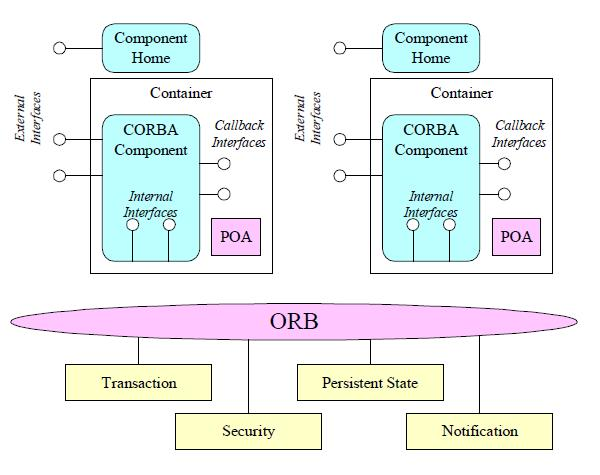 Component
Home
External
Interfaces
Container
CORBA
Component
Callback
Interfaces
Internal
Interfaces
POA
Component
Home
External
Interfaces
Container
CORBA
Component
Callback
Interfaces
Internal
Interfaces
POA
ORB
Transaction
Persistent State
Security
Notification